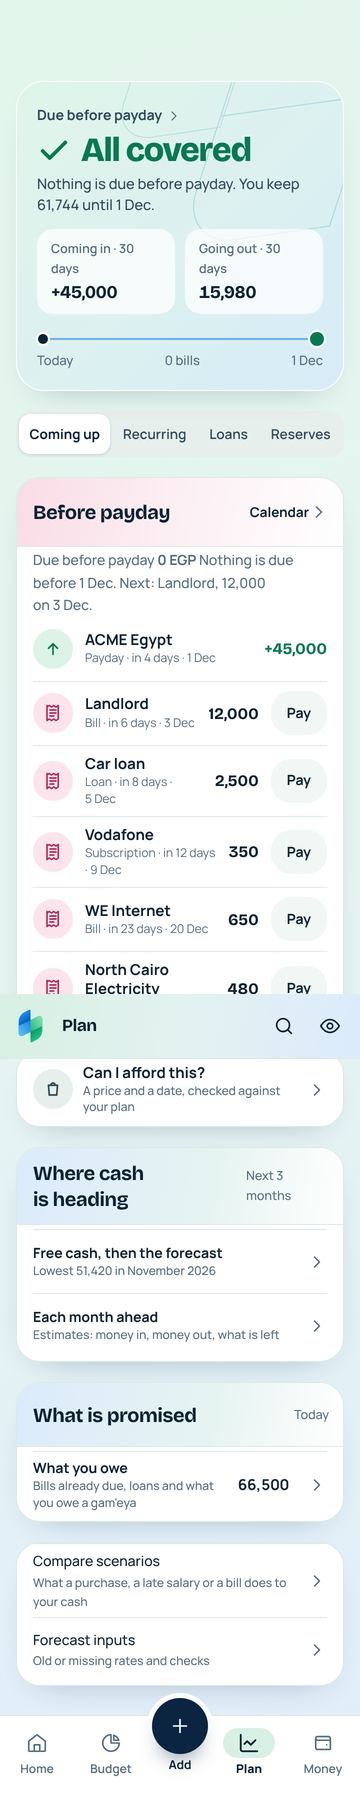 Due before payday
All covered
Nothing is due before payday. You keep
61,744 until 1 Dec.
Coming in · 30
days
+45,000
Going out · 30
days
15,980
Today
0 bills
1 Dec
Coming up
Recurring
Loans
Reserves
Before payday
Calendar
Due before payday 0 EGP Nothing is due
before 1 Dec. Next: Landlord, 12,000
on 3 Dec.
ACME Egypt
Payday · in 4 days · 1 Dec
+45,000
Landlord
Bill · in 6 days · 3 Dec
12,000
Pay
Car loan
Loan · in 8 days ·
5 Dec
2,500
Pay
Vodafone
Subscription · in 12 days
· 9 Dec
350
Pay
WE Internet
Bill · in 23 days · 20 Dec
650
Pay
North Cairo
Electricity
480
Pay
Plan
Can I afford this?
A price and a date, checked against
your plan
Where cash
is heading
Next 3
months
Free cash, then the forecast
Lowest 51,420 in November 2026
Each month ahead
Estimates: money in, money out, what is left
What is promised
Today
What you owe
Bills already due, loans and what
you owe a gam'eya
66,500
Compare scenarios
What a purchase, a late salary or a bill does to
your cash
Forecast inputs
Old or missing rates and checks
Home
Budget
Add
Plan
Money